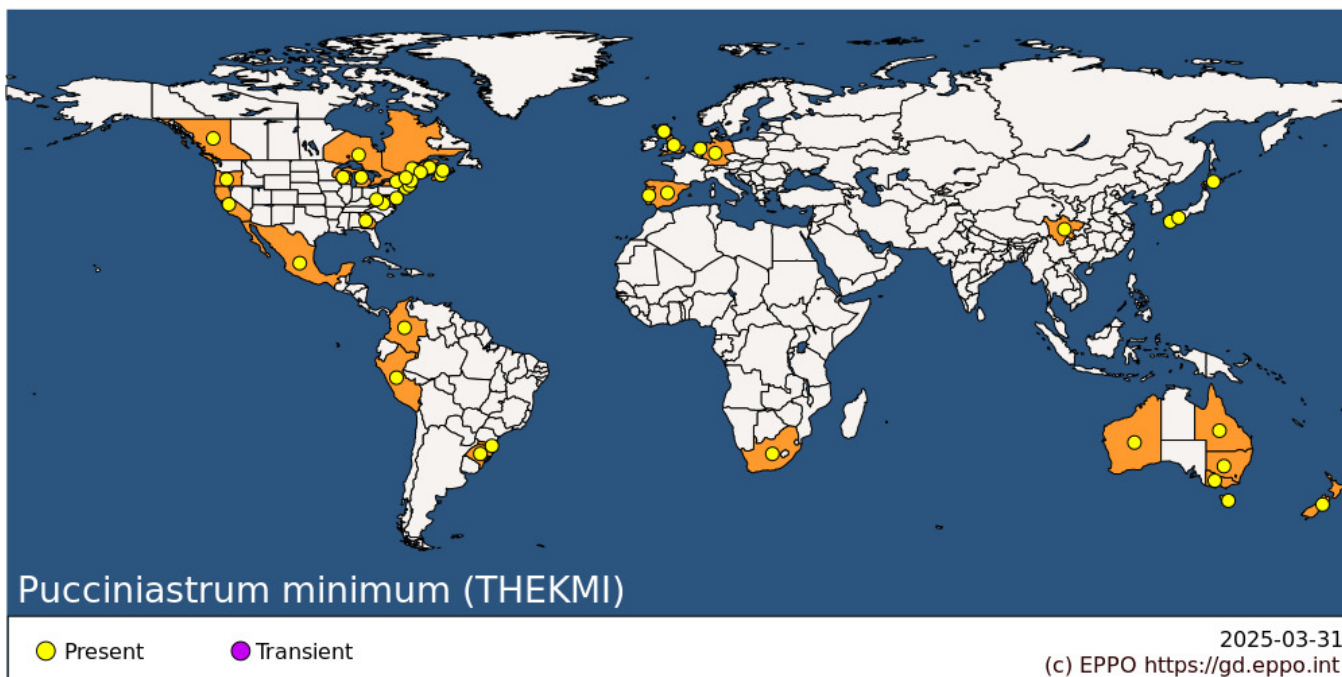 Pucciniastrum minimum (THEKMI)
Present
Transient
2025-03-31
(c) EPPO https://gd.eppo.int